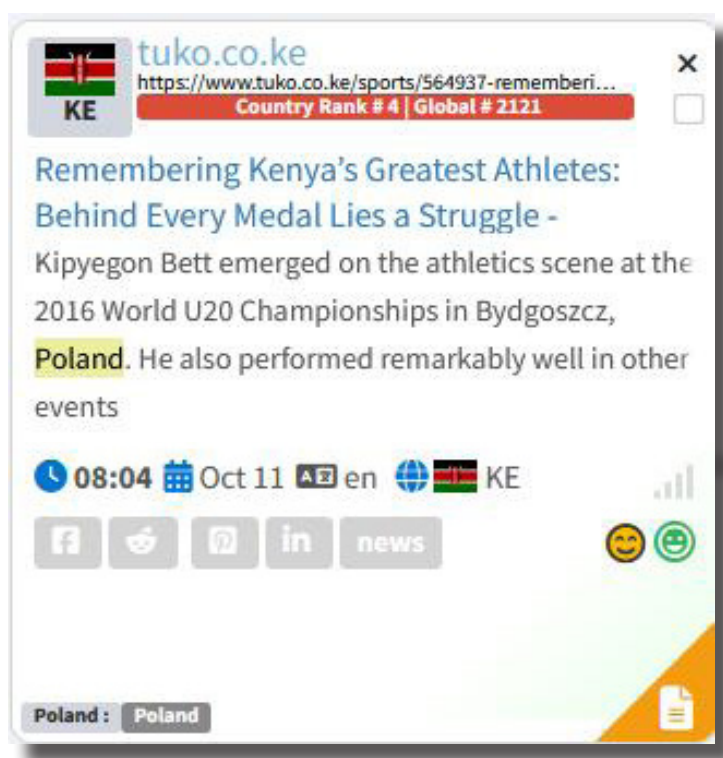 tuko.co.ke
https://www.tuko.co.ke/sports/564937-rememberi...
KE
Country Rank # 4 | Global # 2121
Remembering Kenya’s Greatest Athletes:
Behind Every Medal Lies a Struggle -
Kipyegon Bett emerged on the athletics scene at the
2016 World U20 Championships in Bydgoszcz,
Poland. He also performed remarkably well in other
events
08:04 Oct 11 en KE
news
Poland : Poland